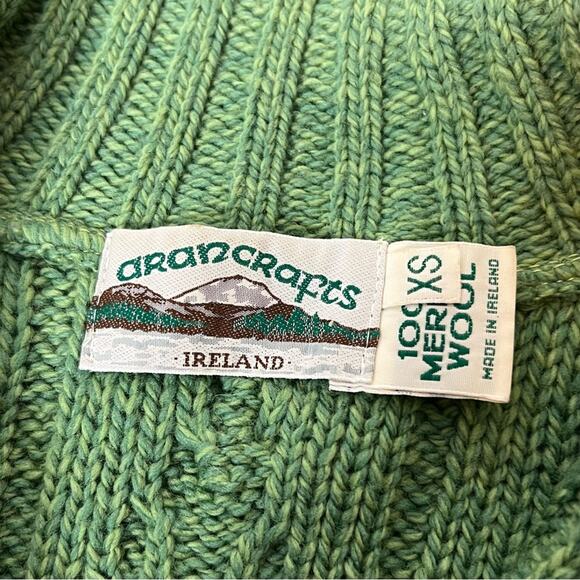 arancrafts
· IRELAND ·
XS
100
MER
WOOL
MADE IN IRELAND